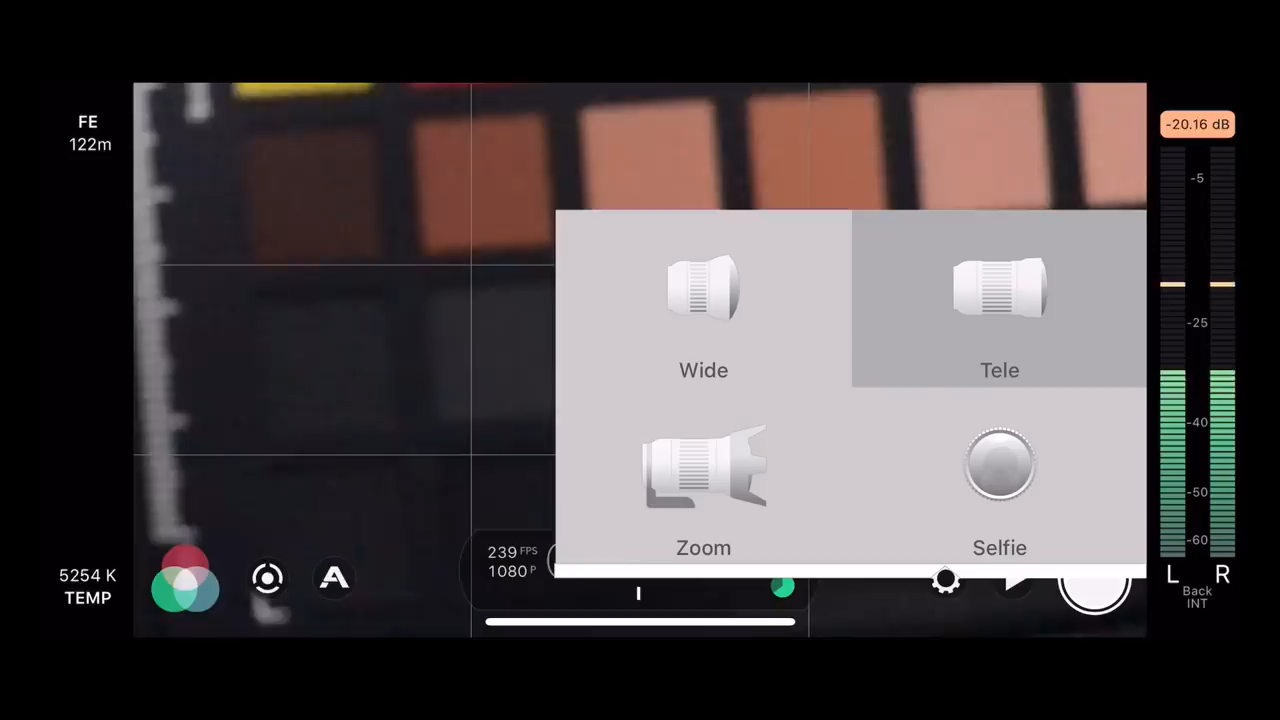 FE
122m
-20.16 dB
-5
-25
-40
-50
-60
Wide
Tele
Zoom
Selfie
239 FPS
1080 P
5254 K
TEMP
L R
Back
INT